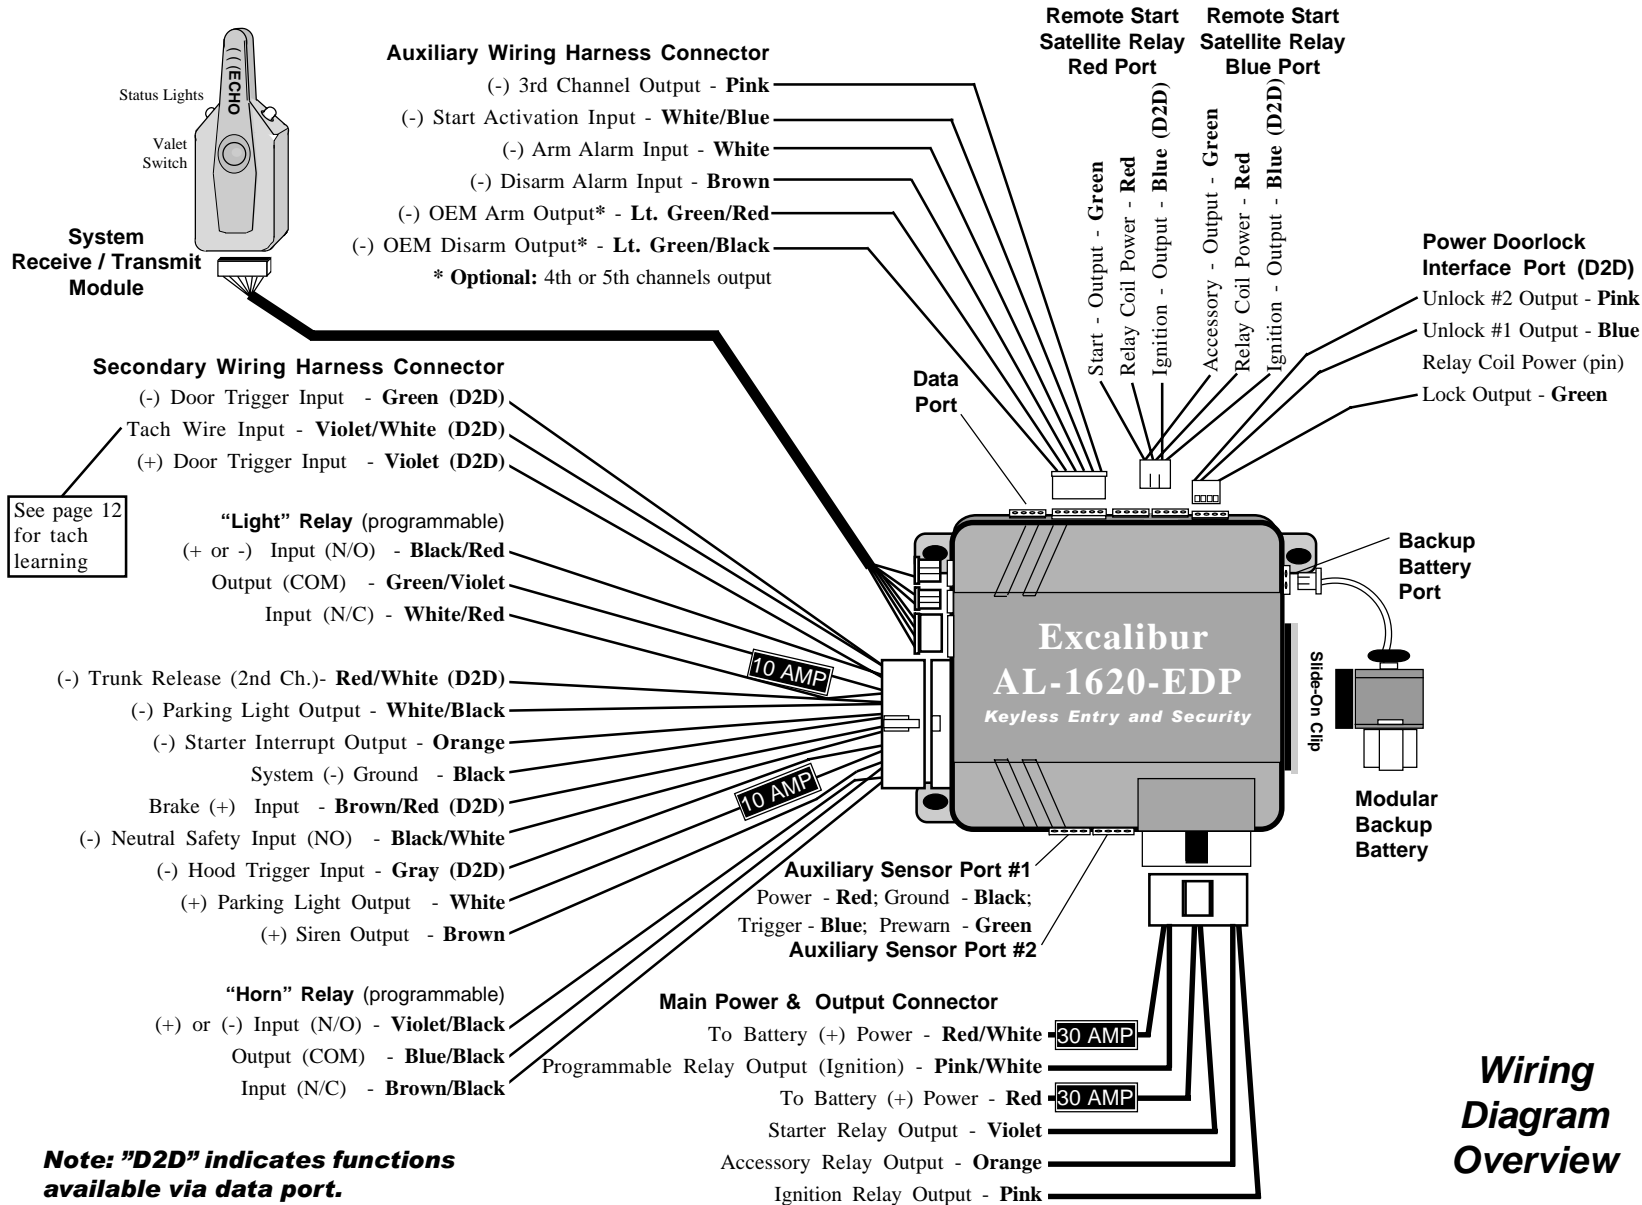 Remote Start
Satellite Relay
Red Port
Remote Start
Satellite Relay
Blue Port
Start - Output - Green
Relay Coil Power - Red
Ignition - Output - Blue (D2D)
Accessory - Output - Green
Relay Coil Power - Red
Ignition - Output - Blue (D2D)
((( ECHO
Status Lights
Valet
Switch
System
Receive / Transmit
Module
Auxiliary Wiring Harness Connector
(-) 3rd Channel Output - Pink
(-) Start Activation Input - White/Blue
(-) Arm Alarm Input - White
(-) Disarm Alarm Input - Brown
(-) OEM Arm Output* - Lt. Green/Red
(-) OEM Disarm Output* - Lt. Green/Black
* Optional: 4th or 5th channels output
Power Doorlock
Interface Port (D2D)
Unlock #2 Output - Pink
Unlock #1 Output - Blue
Relay Coil Power (pin)
Lock Output - Green
Data
Port
Secondary Wiring Harness Connector
(-) Door Trigger Input - Green (D2D)
Tach Wire Input - Violet/White (D2D)
(+) Door Trigger Input - Violet (D2D)
See page 12
for tach
learning
“Light” Relay (programmable)
(+ or -) Input (N/O) - Black/Red
Output (COM) - Green/Violet
Input (N/C) - White/Red
10 AMP
(-) Trunk Release (2nd Ch.)- Red/White (D2D)
(-) Parking Light Output - White/Black
(-) Starter Interrupt Output - Orange
System (-) Ground - Black
Brake (+) Input - Brown/Red (D2D)
(-) Neutral Safety Input (NO) - Black/White
(-) Hood Trigger Input - Gray (D2D)
(+) Parking Light Output - White
(+) Siren Output - Brown
10 AMP
“Horn” Relay (programmable)
(+) or (-) Input (N/O) - Violet/Black
Output (COM) - Blue/Black
Input (N/C) - Brown/Black
Excalibur
AL-1620-EDP
Keyless Entry and Security
Backup
Battery
Port
Slide-On Clip
Modular
Backup
Battery
Auxiliary Sensor Port #1
Power - Red; Ground - Black;
Trigger - Blue; Prewarn - Green
Auxiliary Sensor Port #2
Main Power & Output Connector
To Battery (+) Power - Red/White 30 AMP
Programmable Relay Output (Ignition) - Pink/White
To Battery (+) Power - Red 30 AMP
Starter Relay Output - Violet
Accessory Relay Output - Orange
Ignition Relay Output - Pink
Note: ”D2D” indicates functions
available via data port.
Wiring
Diagram
Overview